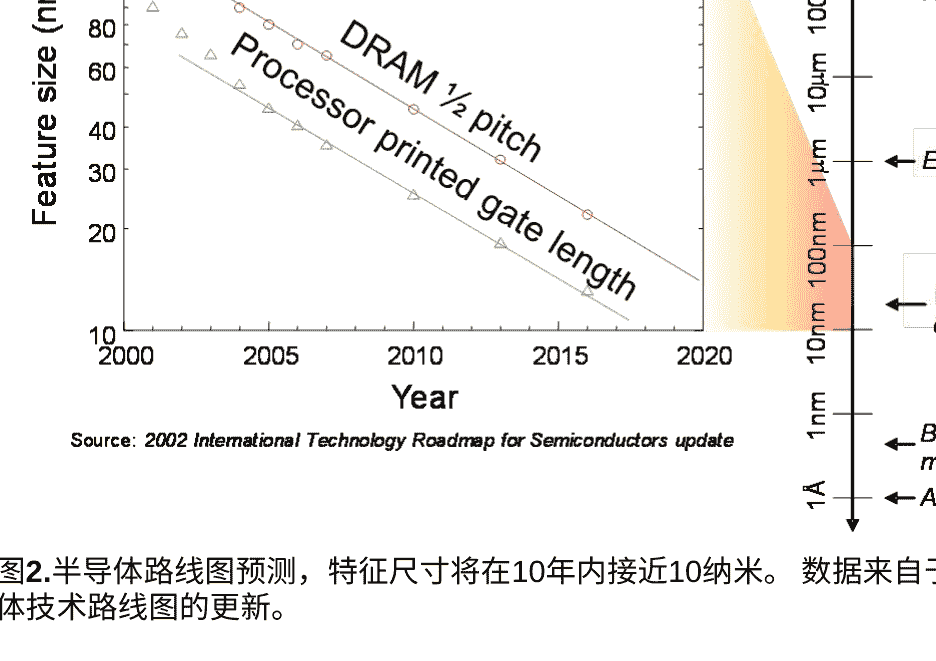 Feature size (n
80
60
40
30
20
10
2000 2005 2010 2015 2020
Year
DRAM ½ pitch
Processor printed gate length
Source: 2002 International Technology Roadmap for Semiconductors update
10μm
1μm
100nm
10nm
1nm
1Å
E
B
m
A
图2.半导体路线图预测，特征尺寸将在10年内接近10纳米。 数据来自
体技术路线图的更新。